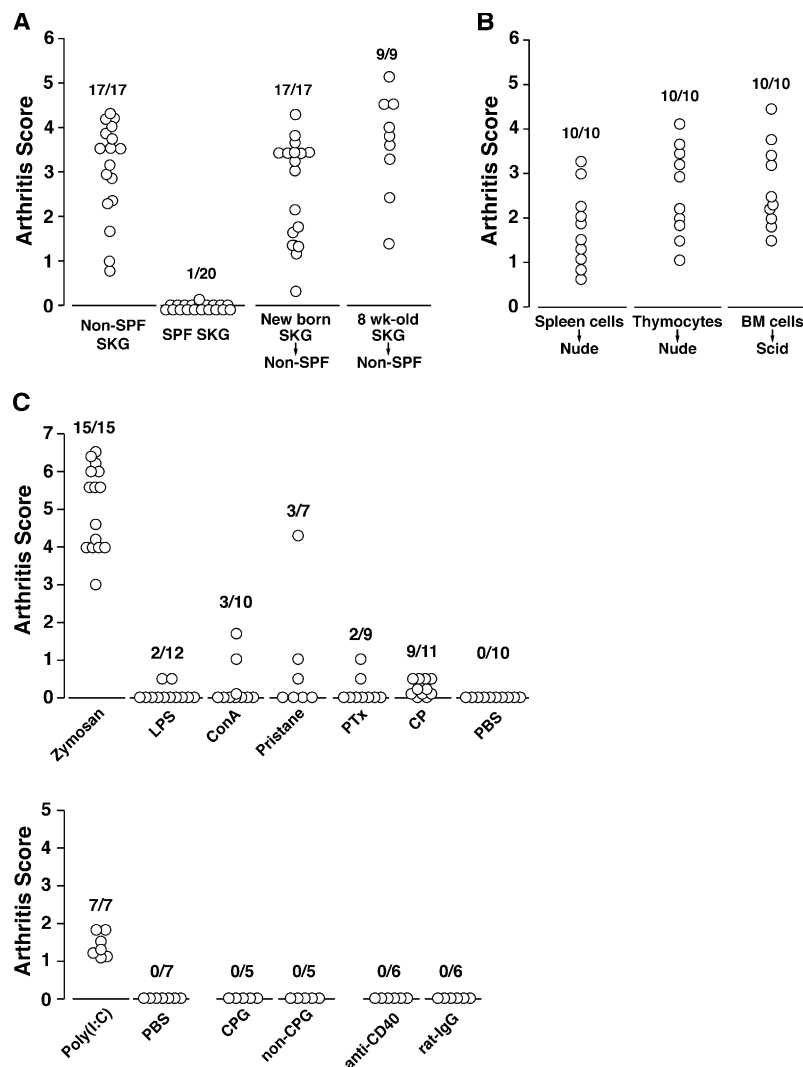 A
Arthritis Score
6
5
4
3
2
1
0
17/17
1/20
17/17
9/9
Non-SPF
SKG
SPF SKG
New born
SKG
Non-SPF
8 wk-old
SKG
Non-SPF
B
Arthritis Score
6
5
4
3
2
1
0
10/10
10/10
10/10
Spleen cells
Nude
Thymocytes
Nude
BM cells
Scid
C
Arthritis Score
7
6
5
4
3
2
1
0
15/15
2/12
3/10
3/7
2/9
9/11
0/10
Zymosan
LPS
ConA
Pristane
PTx
CP
PBS
Arthritis Score
5
4
3
2
1
0
7/7
0/7
0/5
0/5
0/6
0/6
Poly(I:C)
PBS
CPG
non-CPG
anti-CD40
rat-IgG